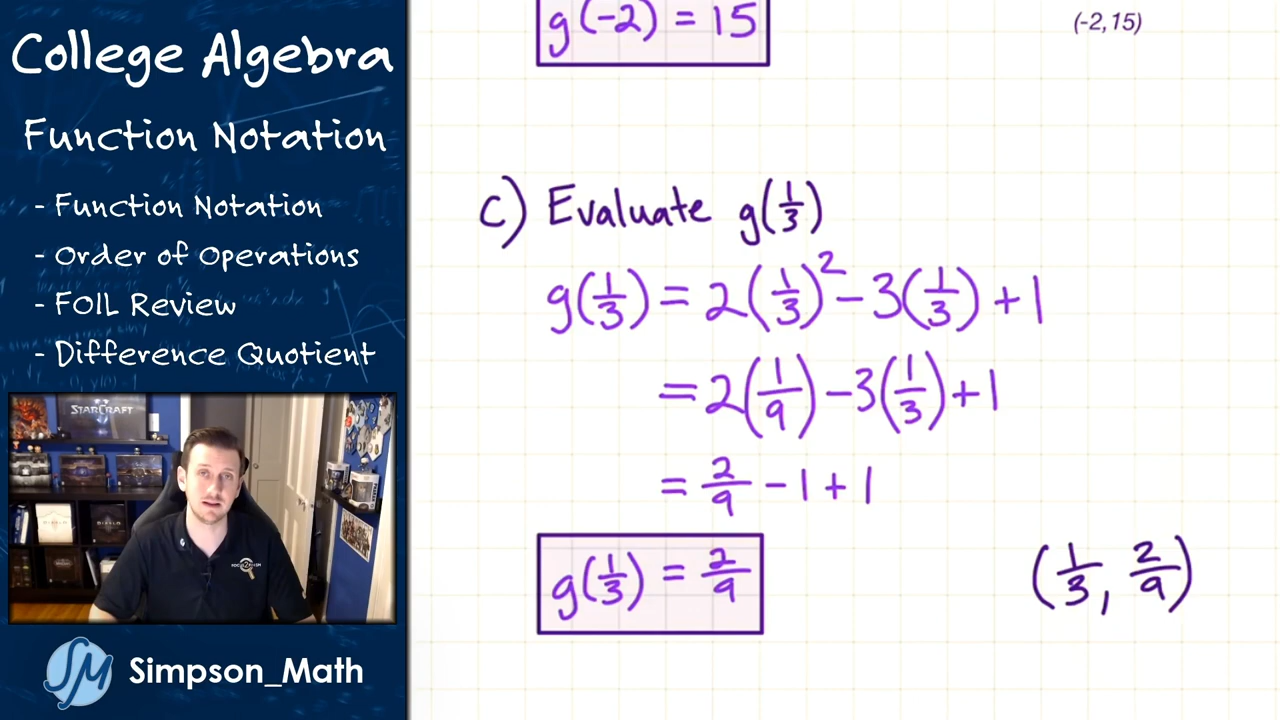 College Algebra
Function Notation
- Function Notation
- Order of Operations
- FOIL Review
- Difference Quotient
STARCRAFT
Simpson_Math
SM
g(-2) = 15
(-2,15)
c) Evaluate g(1/3)
g(1/3) = 2(1/3)² - 3(1/3) + 1
= 2(1/9) - 3(1/3) + 1
= 2/9 - 1 + 1
g(1/3) = 2/9
(1/3, 2/9)